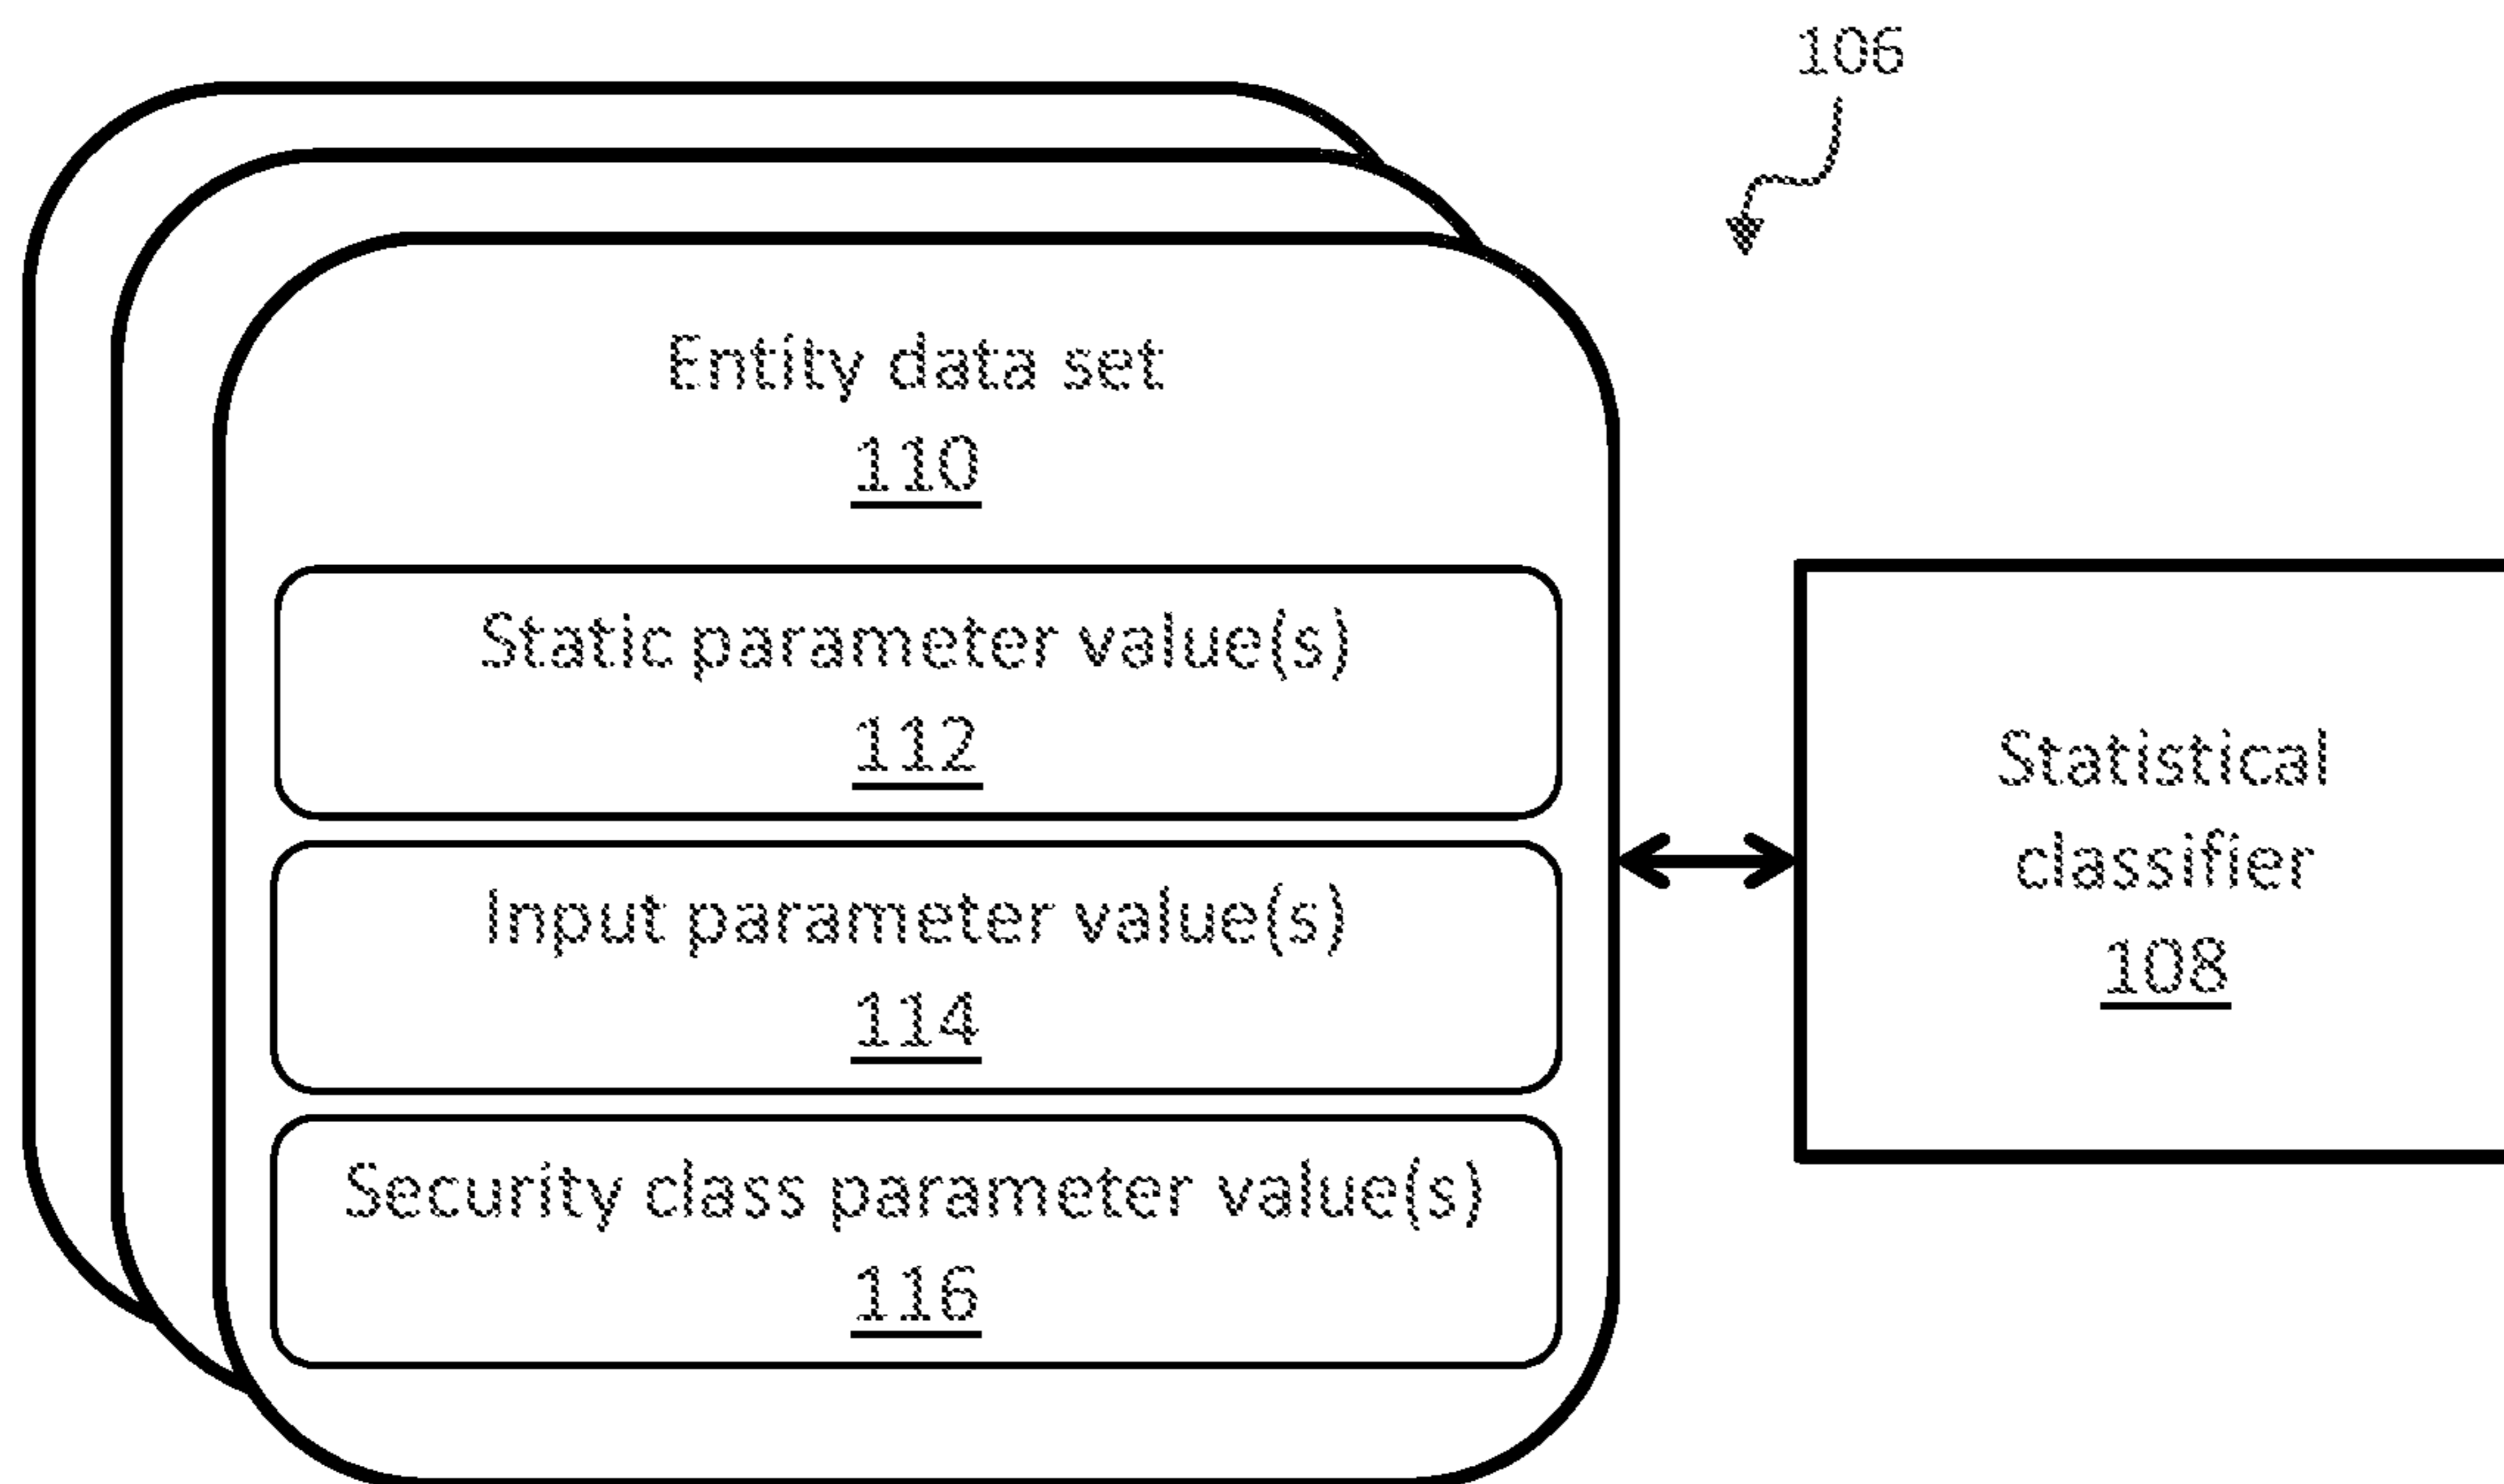 106
Entity data set
110
Static parameter value(s)
112
Input parameter value(s)
114
Security class parameter value(s)
116
Statistical
classifier
108